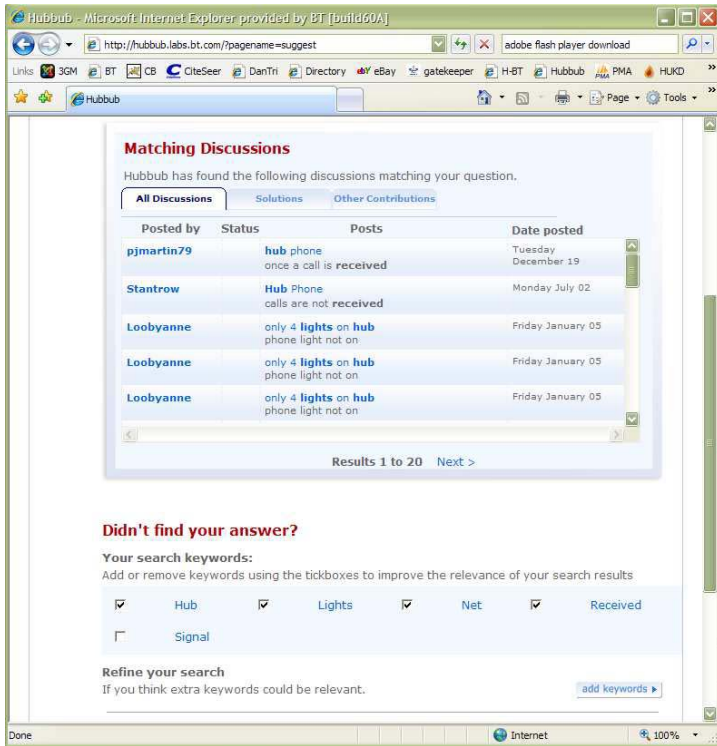 Hubbub - Microsoft Internet Explorer provided by BT [build60A]
http://hubbub.labs.bt.com/?pagename=suggest
adobe flash player download
Links 3GM BT CB CiteSeer DanTri Directory eBay gatekeeper H-BT Hubbub PMA HUKD »
Hubbub Page Tools »
Matching Discussions
Hubbub has found the following discussions matching your question.
All Discussions Solutions Other Contributions
Posted by Status Posts Date posted
pjmartin79 hub phone Tuesday
once a call is received December 19
Stantrow Hub Phone Monday July 02
calls are not received
Loobyanne only 4 lights on hub Friday January 05
phone light not on
Loobyanne only 4 lights on hub Friday January 05
phone light not on
Loobyanne only 4 lights on hub Friday January 05
phone light not on
Results 1 to 20 Next >
Didn't find your answer?
Your search keywords:
Add or remove keywords using the tickboxes to improve the relevance of your search results
Hub Lights Net Received
Signal
Refine your search
If you think extra keywords could be relevant. add keywords
Done Internet 100%